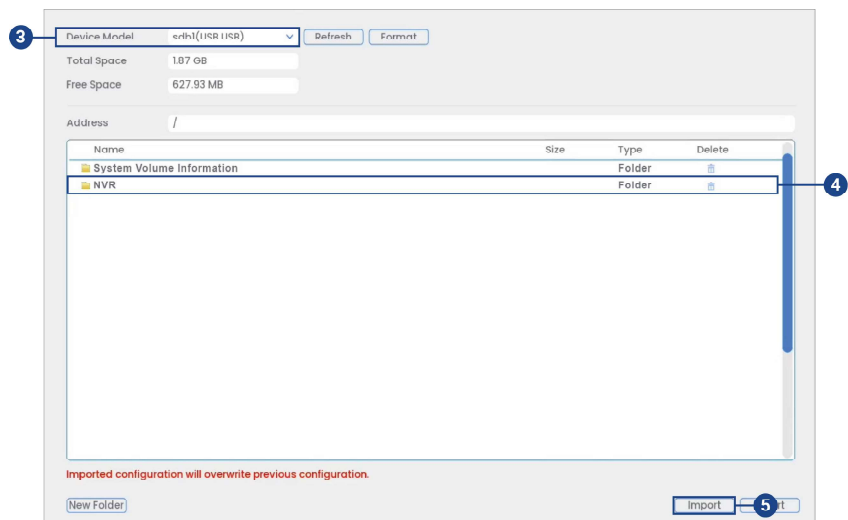 3 Device Model sdb1(USB USB) Refresh Format
Total Space 1.87 GB
Free Space 627.93 MB
Address /
Name Size Type Delete
System Volume Information Folder
NVR Folder 4
Imported configuration will overwrite previous configuration.
New Folder Import 5